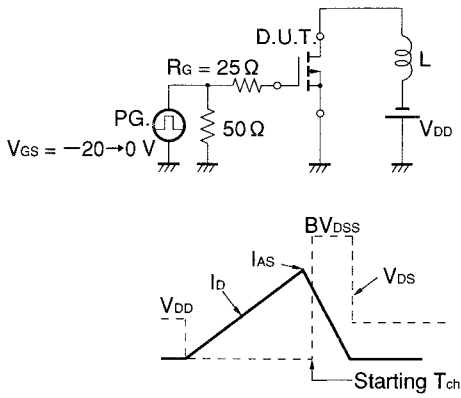 D.U.T.
RG = 25 Ω
L
PG.
50 Ω
VDD
VGS = −20→0 V
BVDSS
IAS
ID
VDS
VDD
Starting Tch